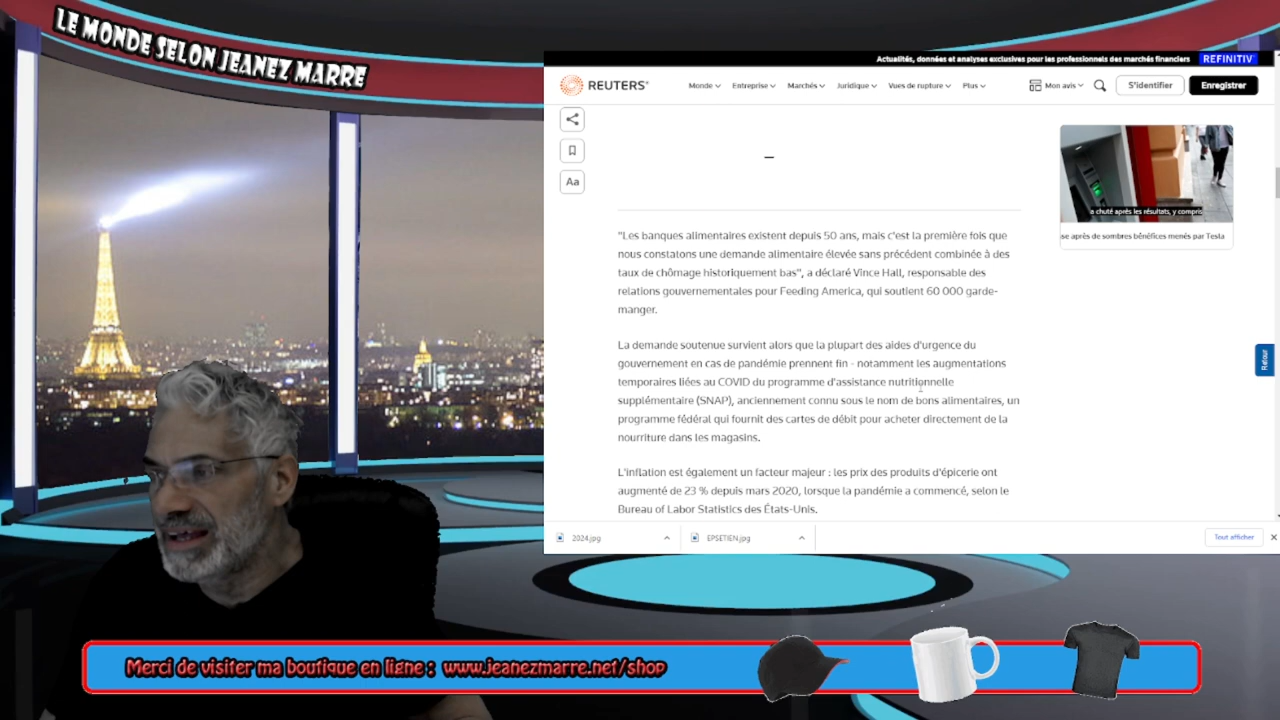 LE MONDE SELON JEANEZ MARRE
Actualités, données et analyses exclusives pour les professionnels des marchés financiers REFINITIV
REUTERS Monde Entreprise Marchés Juridique Vues de rupture Plus Mon avis S'identifier Enregistrer
Aa
a chuté après les résultats, y compris
se après de sombres bénéfices menés par Tesla
"Les banques alimentaires existent depuis 50 ans, mais c'est la première fois que
nous constatons une demande alimentaire élevée sans précédent combinée à des
taux de chômage historiquement bas", a déclaré Vince Hall, responsable des
relations gouvernementales pour Feeding America, qui soutient 60 000 garde-
manger.
La demande soutenue survient alors que la plupart des aides d'urgence du
gouvernement en cas de pandémie prennent fin - notamment les augmentations
temporaires liées au COVID du programme d'assistance nutritionnelle
supplémentaire (SNAP), anciennement connu sous le nom de bons alimentaires, un
programme fédéral qui fournit des cartes de débit pour acheter directement de la
nourriture dans les magasins.
L'inflation est également un facteur majeur : les prix des produits d'épicerie ont
augmenté de 23 % depuis mars 2020, lorsque la pandémie a commencé, selon le
Bureau of Labor Statistics des États-Unis.
Retour
2024.jpg EPSETIEN.jpg Tout afficher
Merci de visiter ma boutique en ligne : www.jeanezmarre.net/shop